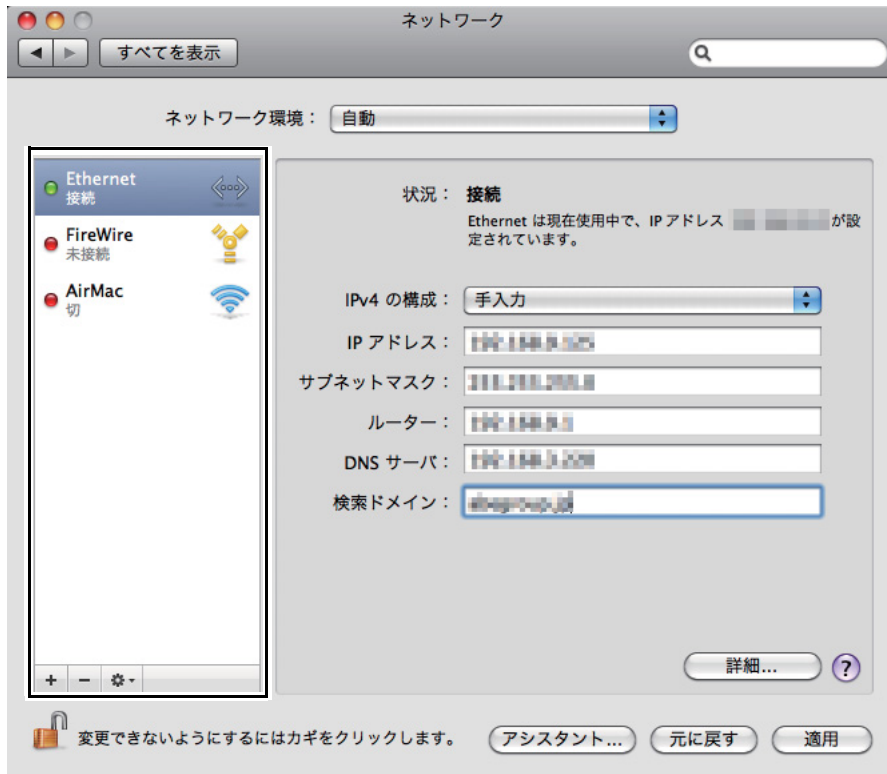 ネットワーク
すべてを表示
ネットワーク環境： 自動
Ethernet
接続
FireWire
未接続
AirMac
切
状況： 接続
Ethernet は現在使用中で、IP アドレス が設
定されています。
IPv4 の構成： 手入力
IP アドレス：
サブネットマスク：
ルーター：
DNS サーバ：
検索ドメイン：
詳細... ?
変更できないようにするにはカギをクリックします。
アシスタント... 元に戻す 適用